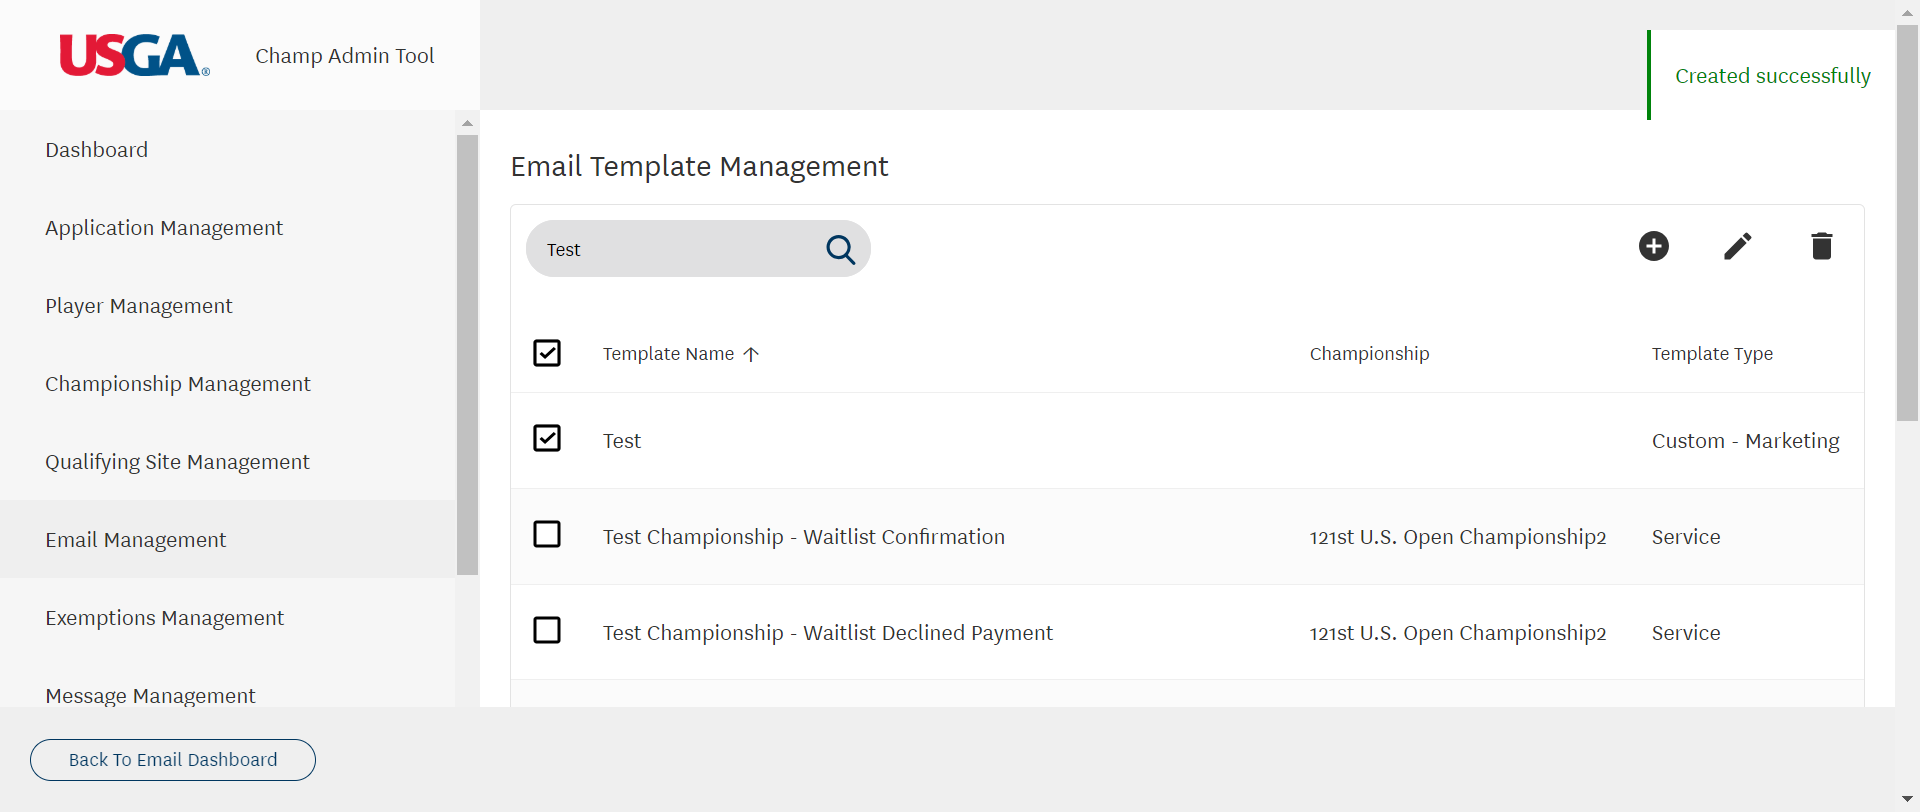 USGA®
Champ Admin Tool
Created successfully
Dashboard
Application Management
Player Management
Championship Management
Qualifying Site Management
Email Management
Exemptions Management
Message Management
Email Template Management
Test
Template Name Championship Template Type
Test Custom - Marketing
Test Championship - Waitlist Confirmation 121st U.S. Open Championship2 Service
Test Championship - Waitlist Declined Payment 121st U.S. Open Championship2 Service
Back To Email Dashboard